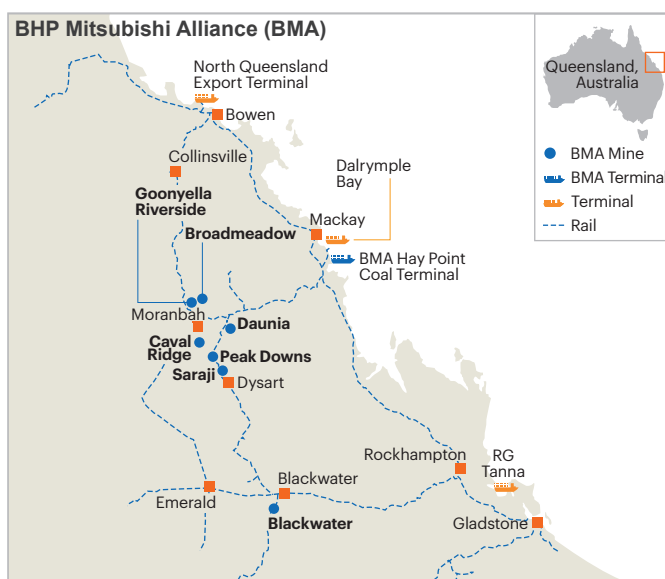 BHP Mitsubishi Alliance (BMA)
North Queensland
Export Terminal
Bowen
Collinsville
Goonyella
Riverside
Broadmeadow
Dalrymple
Bay
Mackay
BMA Hay Point
Coal Terminal
Moranbah
Daunia
Caval
Ridge
Peak Downs
Saraji
Dysart
Rockhampton
RG
Tanna
Blackwater
Emerald
Blackwater
Gladstone
Queensland,
Australia
BMA Mine
BMA Terminal
Terminal
Rail